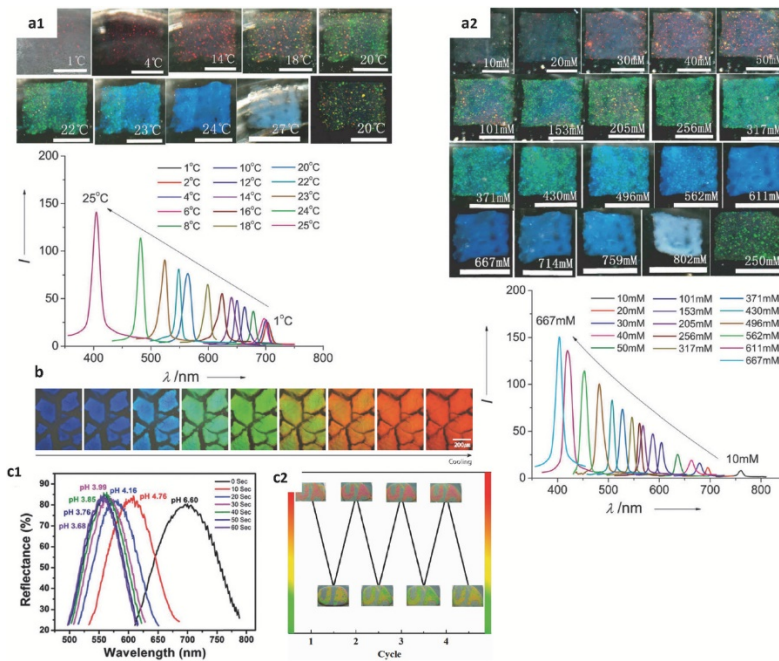 a1
1℃
4℃
14℃
18℃
20℃
22℃
23℃
24℃
27℃
20℃
200
150
100
50
0
I
25°C
1°C
1°C
2°C
4°C
6°C
8°C
10°C
12°C
14°C
16°C
18°C
20°C
22°C
23°C
24°C
25°C
400
500
600
700
800
λ /nm
a2
10mM
20mM
30mM
40mM
50mM
101mM
153mM
205mM
256mM
317mM
371mM
430mM
496mM
562mM
611mM
667mM
714mM
759mM
802mM
250mM
200
150
100
50
0
I
667mM
10mM
10mM
20mM
30mM
40mM
50mM
101mM
153mM
205mM
256mM
317mM
371mM
430mM
496mM
562mM
611mM
667mM
400
500
600
700
800
λ /nm
b
200μm
Cooling
c1
90
80
70
60
50
40
30
20
Reflectance (%)
pH 3.99
pH 3.85
pH 3.76
pH 3.68
pH 4.16
pH 4.76
pH 6.60
0 Sec
10 Sec
20 Sec
30 Sec
40 Sec
50 Sec
60 Sec
500
550
600
650
700
750
800
Wavelength (nm)
c2
1
2
3
4
Cycle